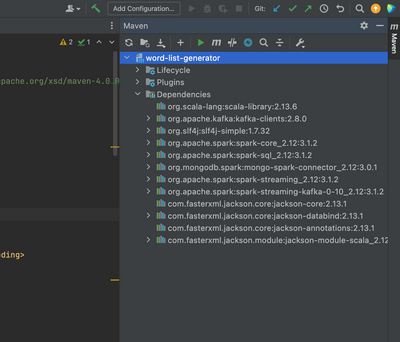 Add Configuration...
Git:
Maven
2 1
word-list-generator
Lifecycle
Plugins
Dependencies
org.scala-lang:scala-library:2.13.6
org.apache.kafka:kafka-clients:2.8.0
org.slf4j:slf4j-simple:1.7.32
org.apache.spark:spark-core_2.12:3.1.2
org.apache.spark:spark-sql_2.12:3.1.2
org.mongodb.spark:mongo-spark-connector_2.12:3.0.1
org.apache.spark:spark-streaming_2.12:3.1.2
org.apache.spark:spark-streaming-kafka-0-10_2.12:3.1.2
com.fasterxml.jackson.core:jackson-core:2.13.1
com.fasterxml.jackson.core:jackson-databind:2.13.1
com.fasterxml.jackson.core:jackson-annotations:2.13.1
com.fasterxml.jackson.module:jackson-module-scala_2.12
pache.org/xsd/maven-4.0.
ding>
m Maven